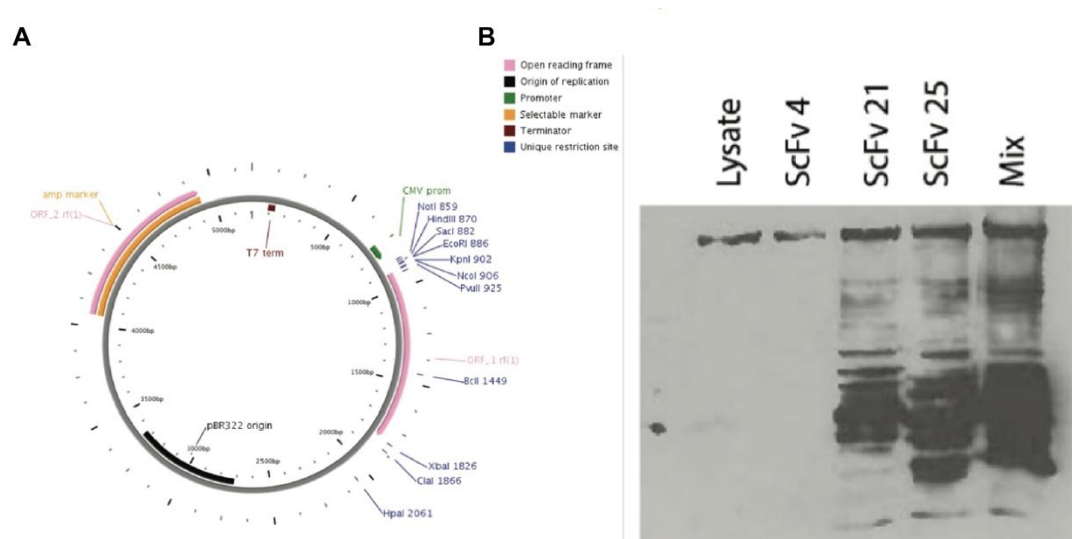 A
B
Open reading frame
Origin of replication
Promoter
Selectable marker
Terminator
Unique restriction site
Lysate
ScFv 4
ScFv 21
ScFv 25
Mix
amp marker
ORF_2 rf(1)
CMV prom
NotI 859
HindIII 870
SacI 882
EcoRI 886
KpnI 902
NcoI 906
PvuII 925
T7 term
1
500bp
1000bp
1500bp
2000bp
2500bp
3000bp
3500bp
4000bp
4500bp
5000bp
ORF_1 rf(1)
BclI 1449
pBR322 origin
XbaI 1826
ClaI 1866
HpaI 2061